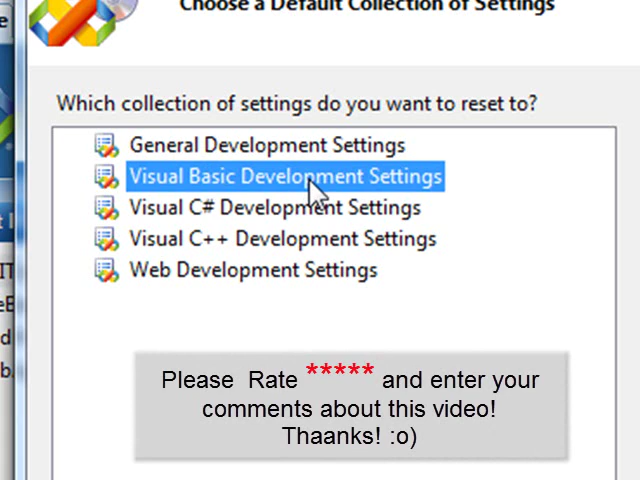 Choose a Default Collection of Settings
Which collection of settings do you want to reset to?
General Development Settings
Visual Basic Development Settings
Visual C# Development Settings
Visual C++ Development Settings
Web Development Settings
Please Rate ***** and enter your
comments about this video!
Thaanks! :o)